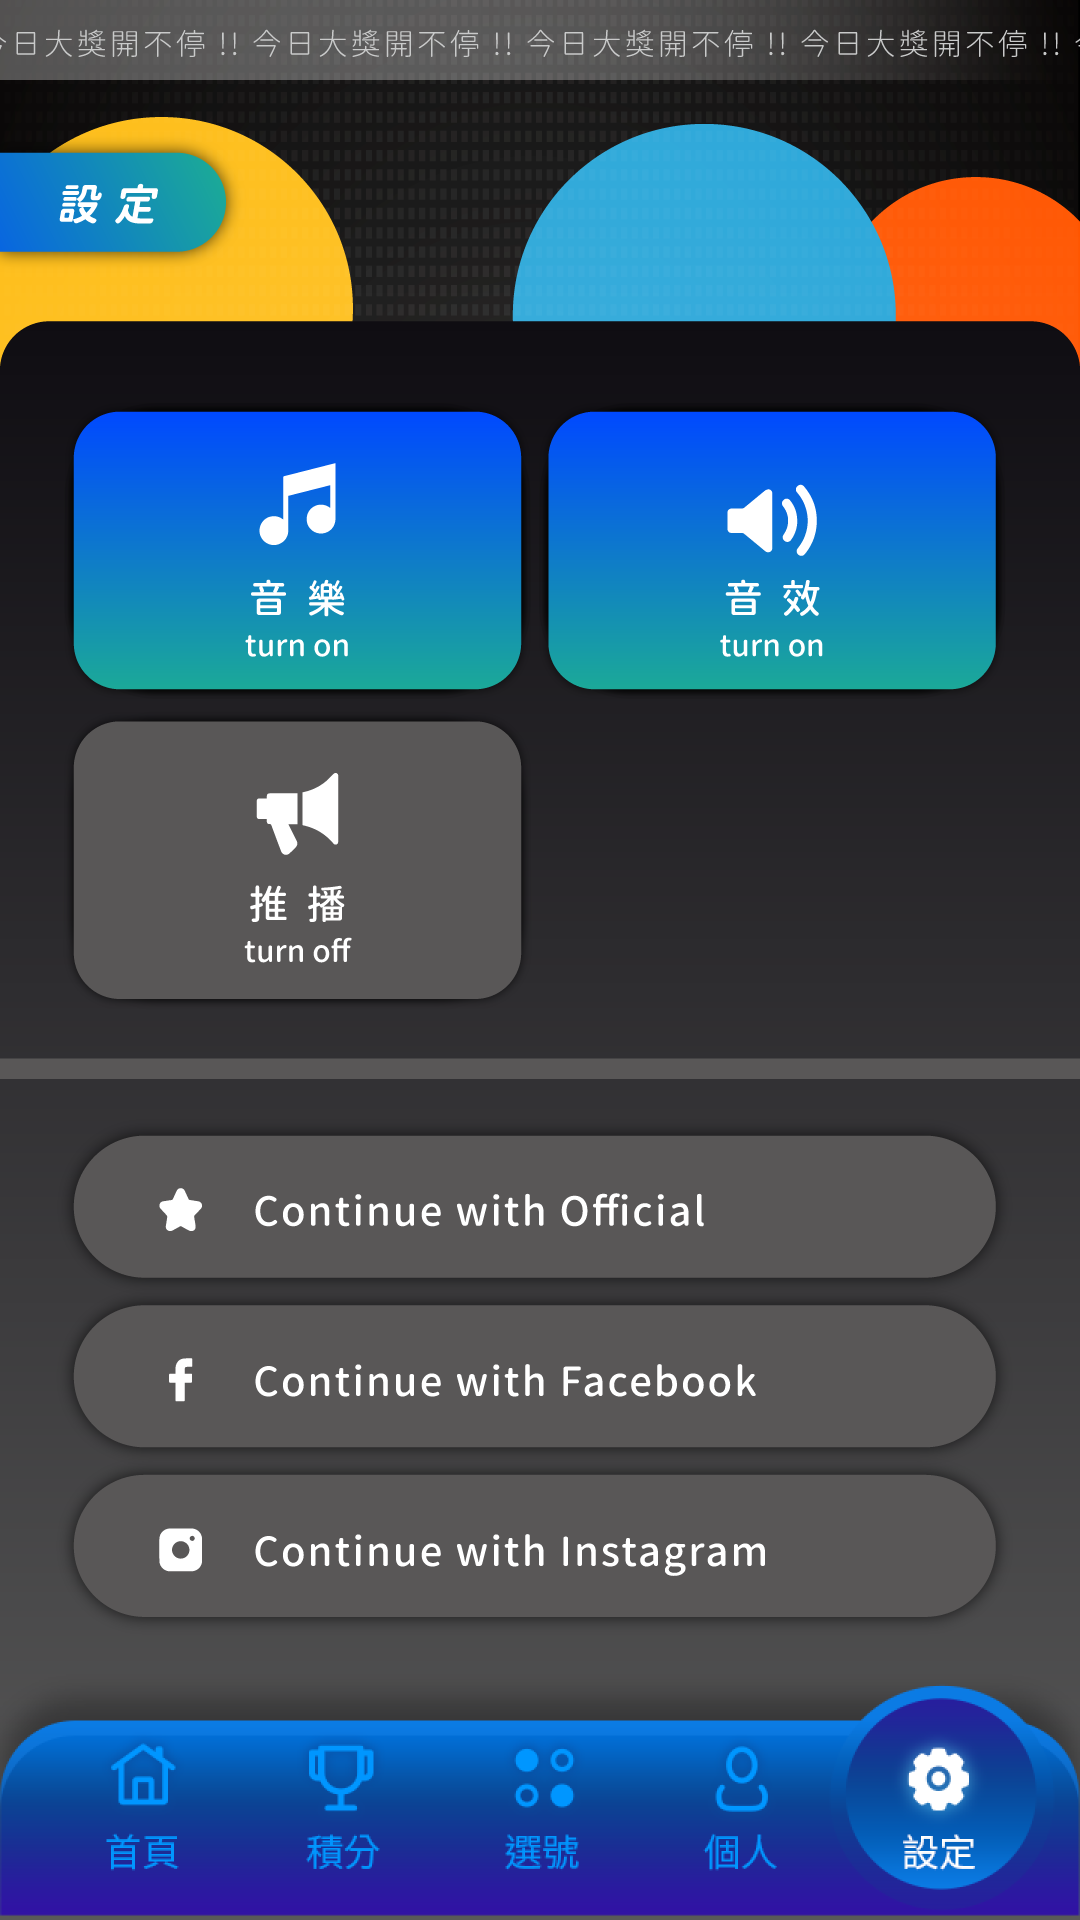 今日大獎開不停 !! 今日大獎開不停 !! 今日大獎開不停 !! 今日大獎開不停 !!
設定
音樂
turn on
音效
turn on
推播
turn off
Continue with Official
Continue with Facebook
Continue with Instagram
首頁 積分 選號 個人 設定